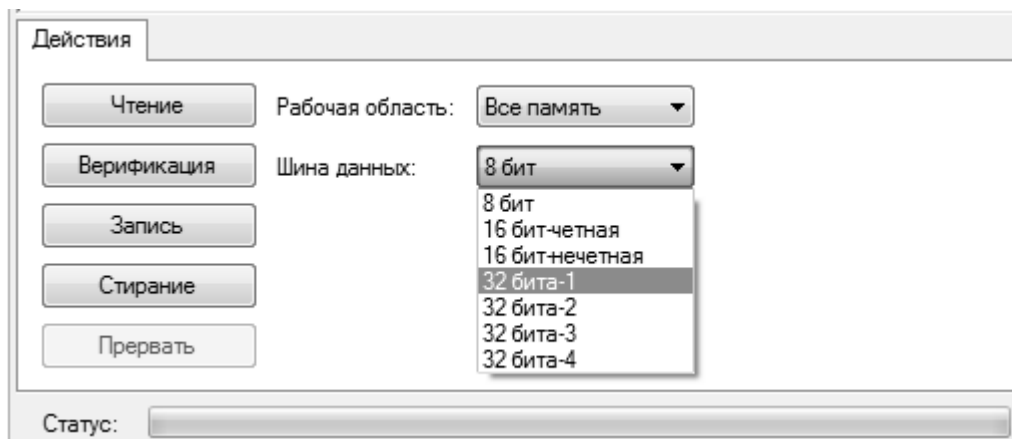 Действия
Чтение
Рабочая область:
Все память
Верификация
Шина данных:
8 бит
8 бит
16 бит-четная
16 бит-нечетная
Запись
32 бита-1
Стирание
32 бита-2
32 бита-3
Прервать
32 бита-4
Статус: